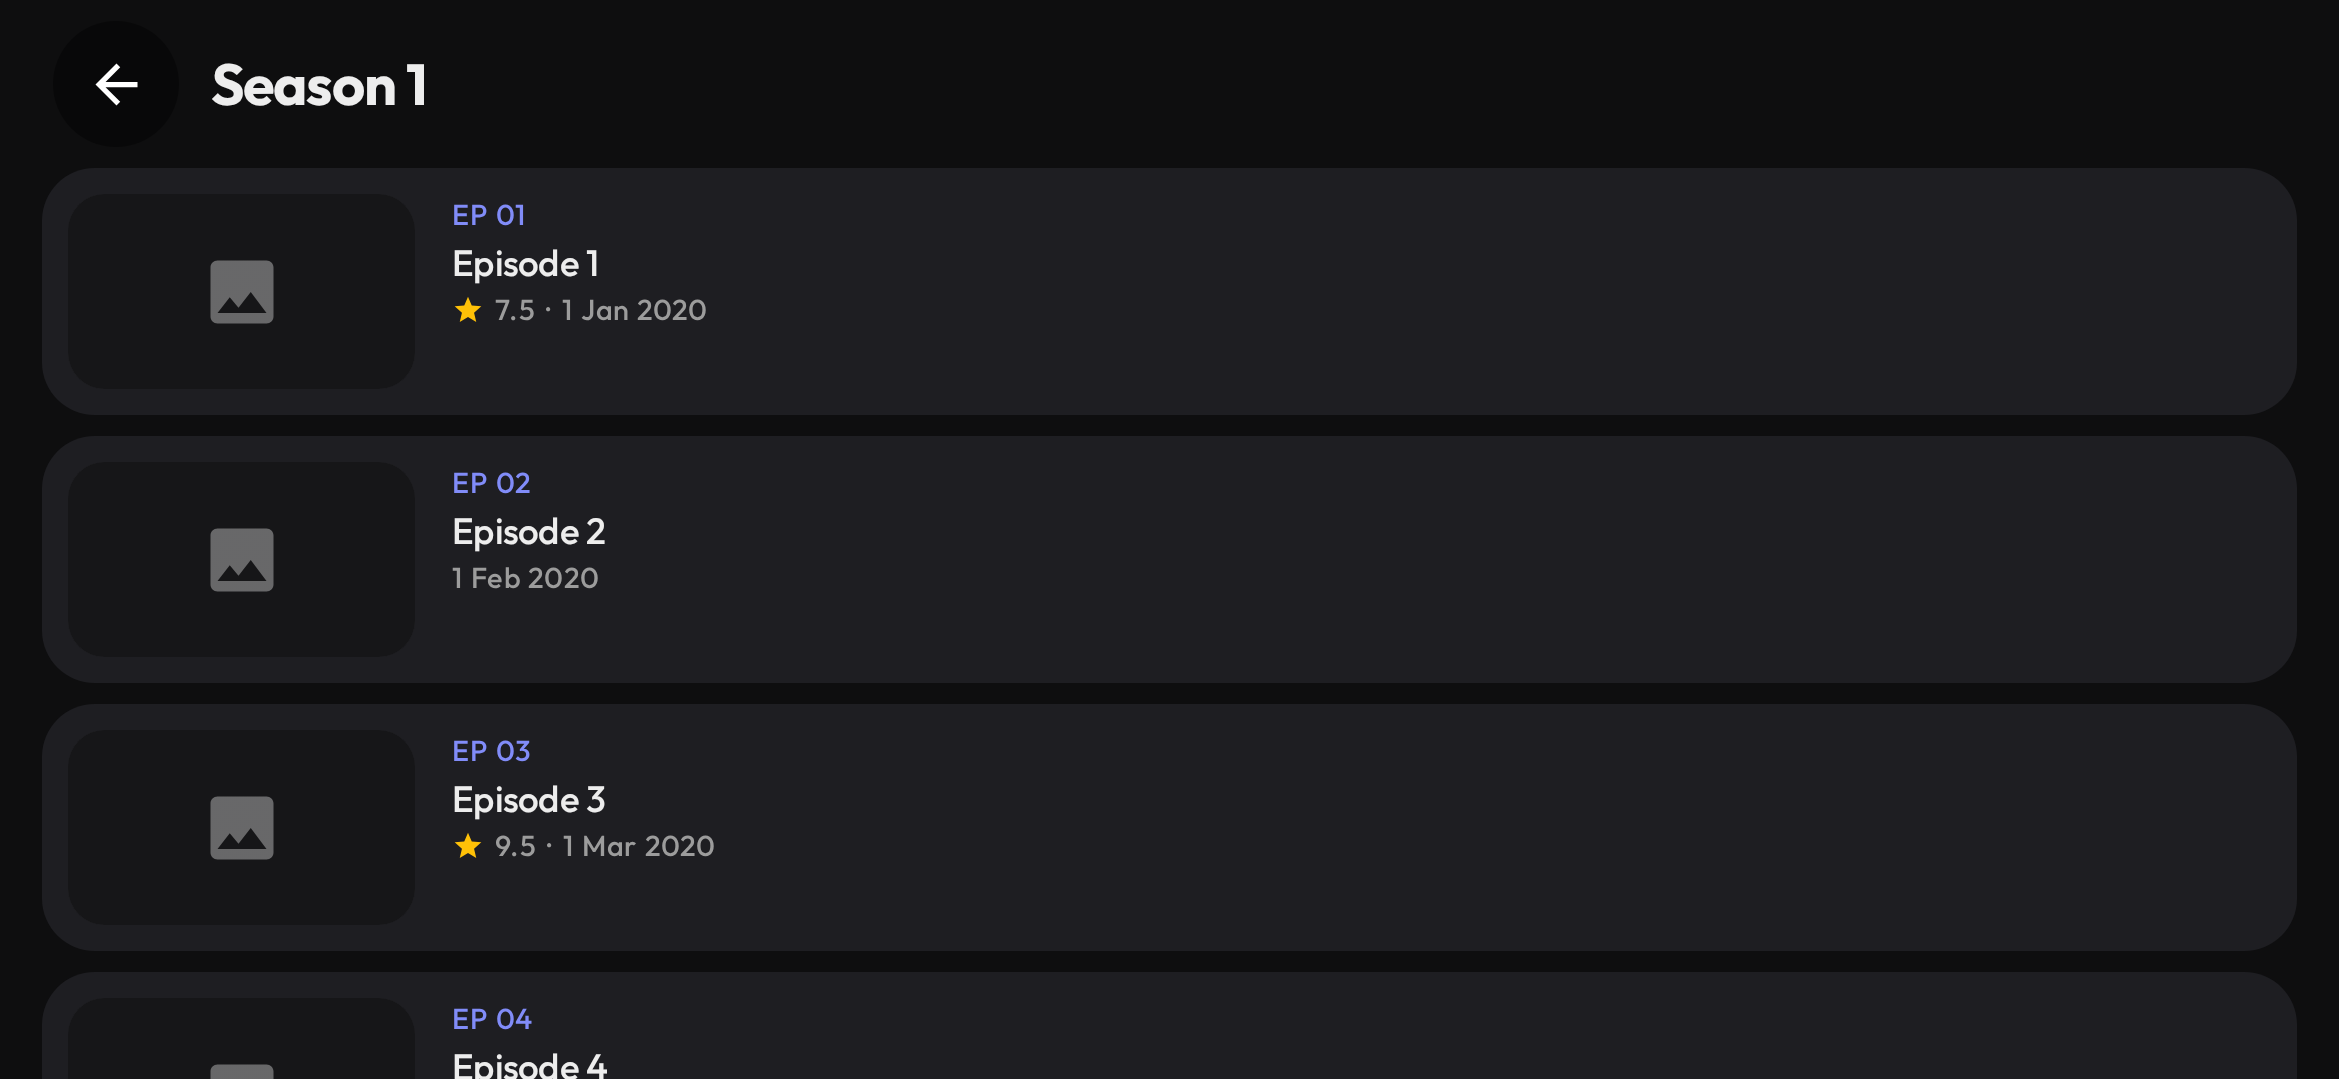 Season 1
EP 01
Episode 1
7.5 · 1 Jan 2020
EP 02
Episode 2
1 Feb 2020
EP 03
Episode 3
9.5 · 1 Mar 2020
EP 04
Episode 4